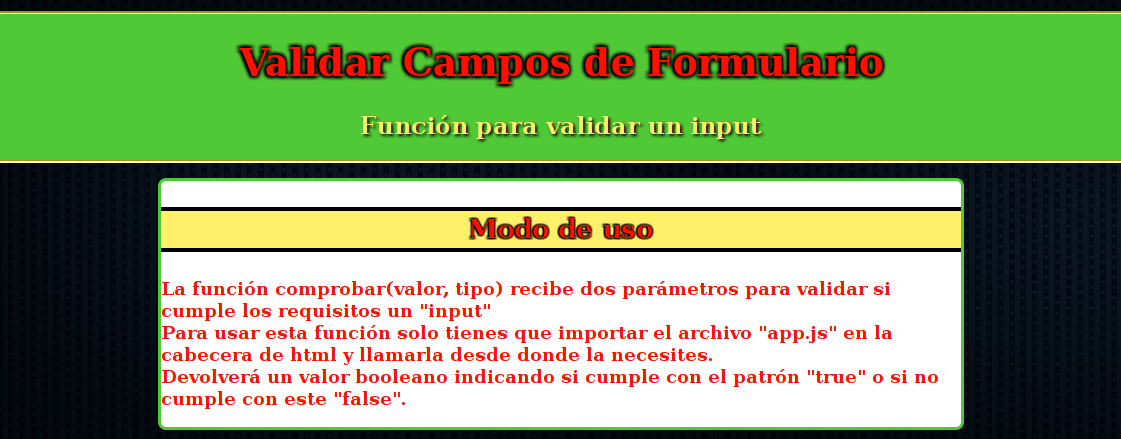 Validar Campos de Formulario
Función para validar un input
Modo de uso
La función comprobar(valor, tipo) recibe dos parámetros para validar si
cumple los requisitos un "input"
Para usar esta función solo tienes que importar el archivo "app.js" en la
cabecera de html y llamarla desde donde la necesites.
Devolverá un valor booleano indicando si cumple con el patrón "true" o si no
cumple con este "false".